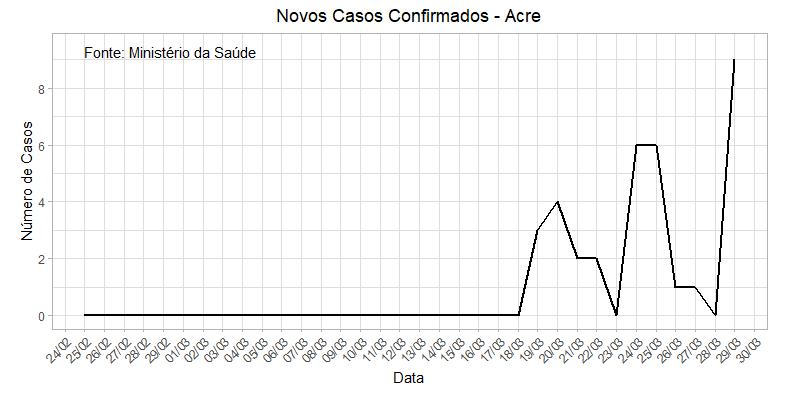 Novos Casos Confirmados - Acre
Fonte: Ministério da Saúde
Número de Casos
8
6
4
2
0
24/02 25/02 26/02 27/02 28/02 29/02 01/03 02/03 03/03 04/03 05/03 06/03 07/03 08/03 09/03 10/03 11/03 12/03 13/03 14/03 15/03 16/03 17/03 18/03 19/03 20/03 21/03 22/03 23/03 24/03 25/03 26/03 27/03 28/03 29/03 30/03
Data